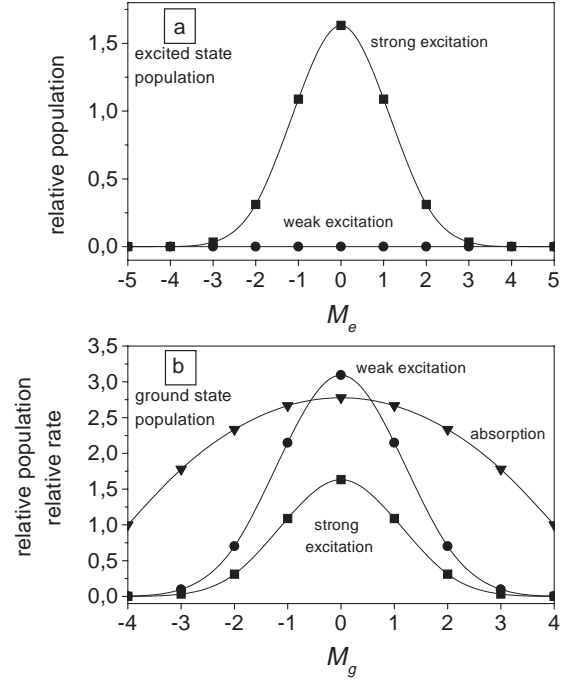 a
excited state
population
strong excitation
weak excitation
relative population
1,5
1,0
0,5
0,0
-5 -4 -3 -2 -1 0 1 2 3 4 5
Mₑ
b
ground state
population
weak excitation
absorption
strong
excitation
relative population
relative rate
3,5
3,0
2,5
2,0
1,5
1,0
0,5
0,0
-4 -3 -2 -1 0 1 2 3 4
M_g